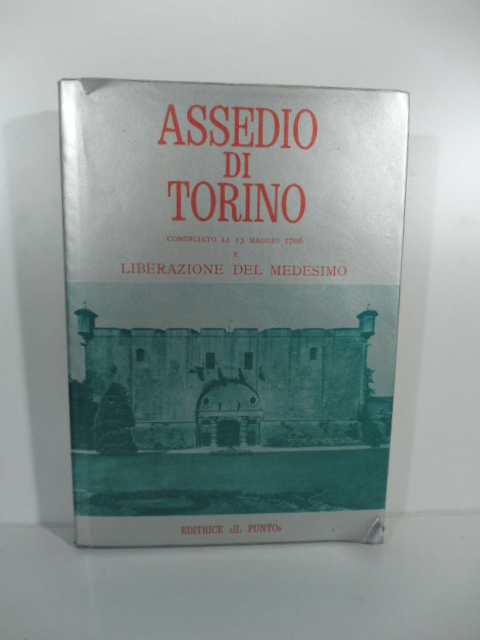 ASSEDIO
DI
TORINO
COMINCIATO LI 13 MAGGIO 1706
E
LIBERAZIONE DEL MEDESIMO
EDITRICE «IL PUNTO»